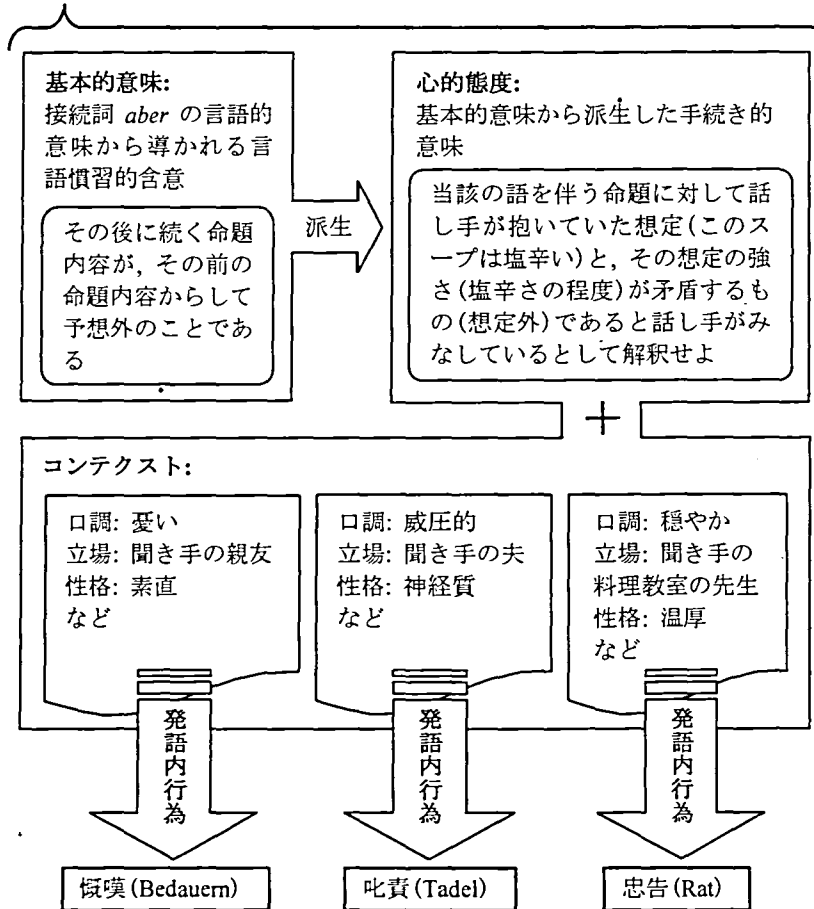 基本的意味:
接続詞 aber の言語的
意味から導かれる言
語慣習的含意
その後に続く命題
内容が, その前の
命題内容からして
予想外のことであ
る
派生
心的態度:
基本的意味から派生した手続き的
意味
当該の語を伴う命題に対して話
し手が抱いていた想定(このス
ープは塩辛い)と, その想定の強
さ(塩辛さの程度)が矛盾するも
の(想定外)であると話し手がみ
なしているとして解釈せよ
+
コンテクスト:
口調: 憂い
立場: 聞き手の親友
性格: 素直
など
口調: 威圧的
立場: 聞き手の夫
性格: 神経質
など
口調: 穏やか
立場: 聞き手の
料理教室の先生
性格: 温厚
など
発語内行為
発語内行為
発語内行為
慨嘆(Bedauern)
叱責(Tadel)
忠告(Rat)